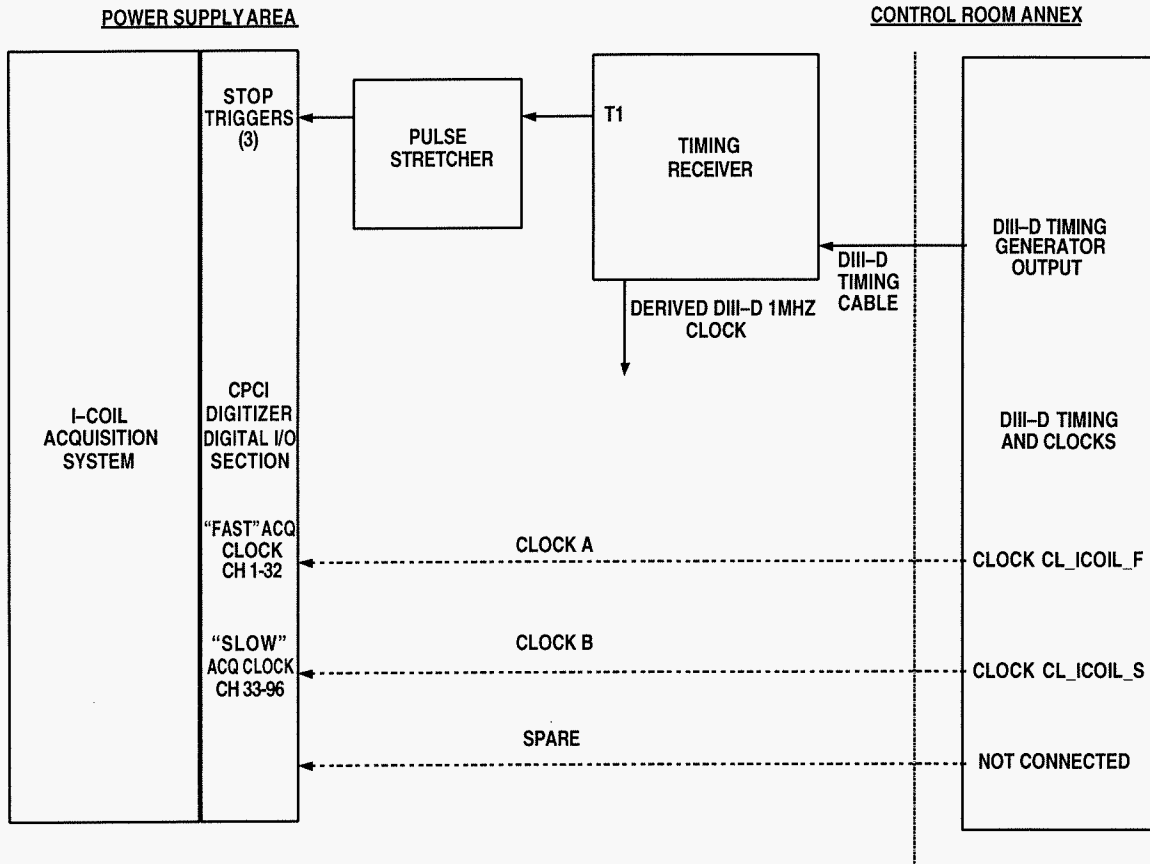 POWER SUPPLY AREA
CONTROL ROOM ANNEX
STOP
TRIGGERS
(3)
PULSE
STRETCHER
T1
TIMING
RECEIVER
DIII–D TIMING
GENERATOR
OUTPUT
DIII–D
TIMING
CABLE
DERIVED DIII–D 1MHZ
CLOCK
I–COIL
ACQUISITION
SYSTEM
CPCI
DIGITIZER
DIGITAL I/O
SECTION
DIII–D TIMING
AND CLOCKS
“FAST” ACQ
CLOCK
CH 1-32
CLOCK A
CLOCK CL_ICOIL_F
“SLOW”
ACQ CLOCK
CH 33-96
CLOCK B
CLOCK CL_ICOIL_S
SPARE
NOT CONNECTED